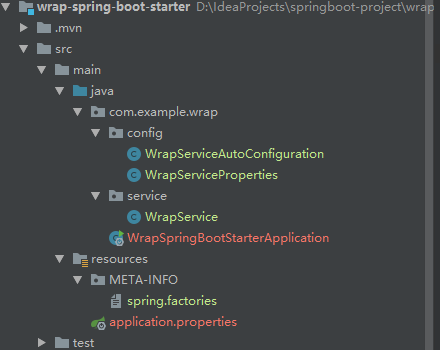 wrap-spring-boot-starter D:\IdeaProjects\springboot-project\wrap
.mvn
src
main
java
com.example.wrap
config
WrapServiceAutoConfiguration
WrapServiceProperties
service
WrapService
WrapSpringBootStarterApplication
resources
META-INFO
spring.factories
application.properties
test